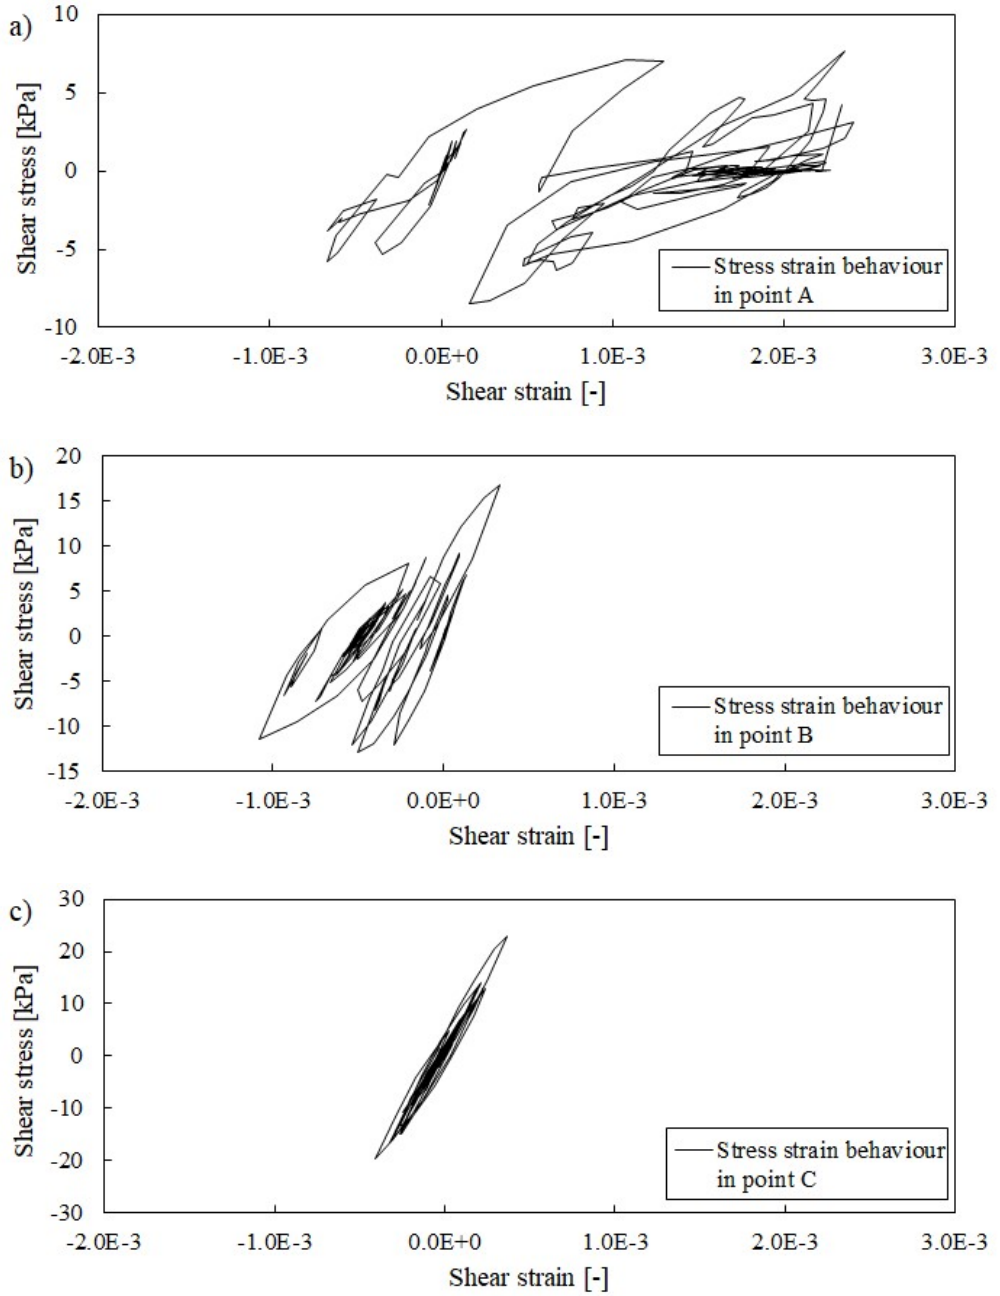 a)
10
5
0
-5
-10
Shear stress [kPa]
Stress strain behaviour
in point A
-2.0E-3 -1.0E-3 0.0E+0 1.0E-3 2.0E-3 3.0E-3
Shear strain [-]
b)
20
15
10
5
0
-5
-10
-15
Shear stress [kPa]
Stress strain behaviour
in point B
-2.0E-3 -1.0E-3 0.0E+0 1.0E-3 2.0E-3 3.0E-3
Shear strain [-]
c)
30
20
10
0
-10
-20
-30
Shear stress [kPa]
Stress strain behaviour
in point C
-2.0E-3 -1.0E-3 0.0E+0 1.0E-3 2.0E-3 3.0E-3
Shear strain [-]